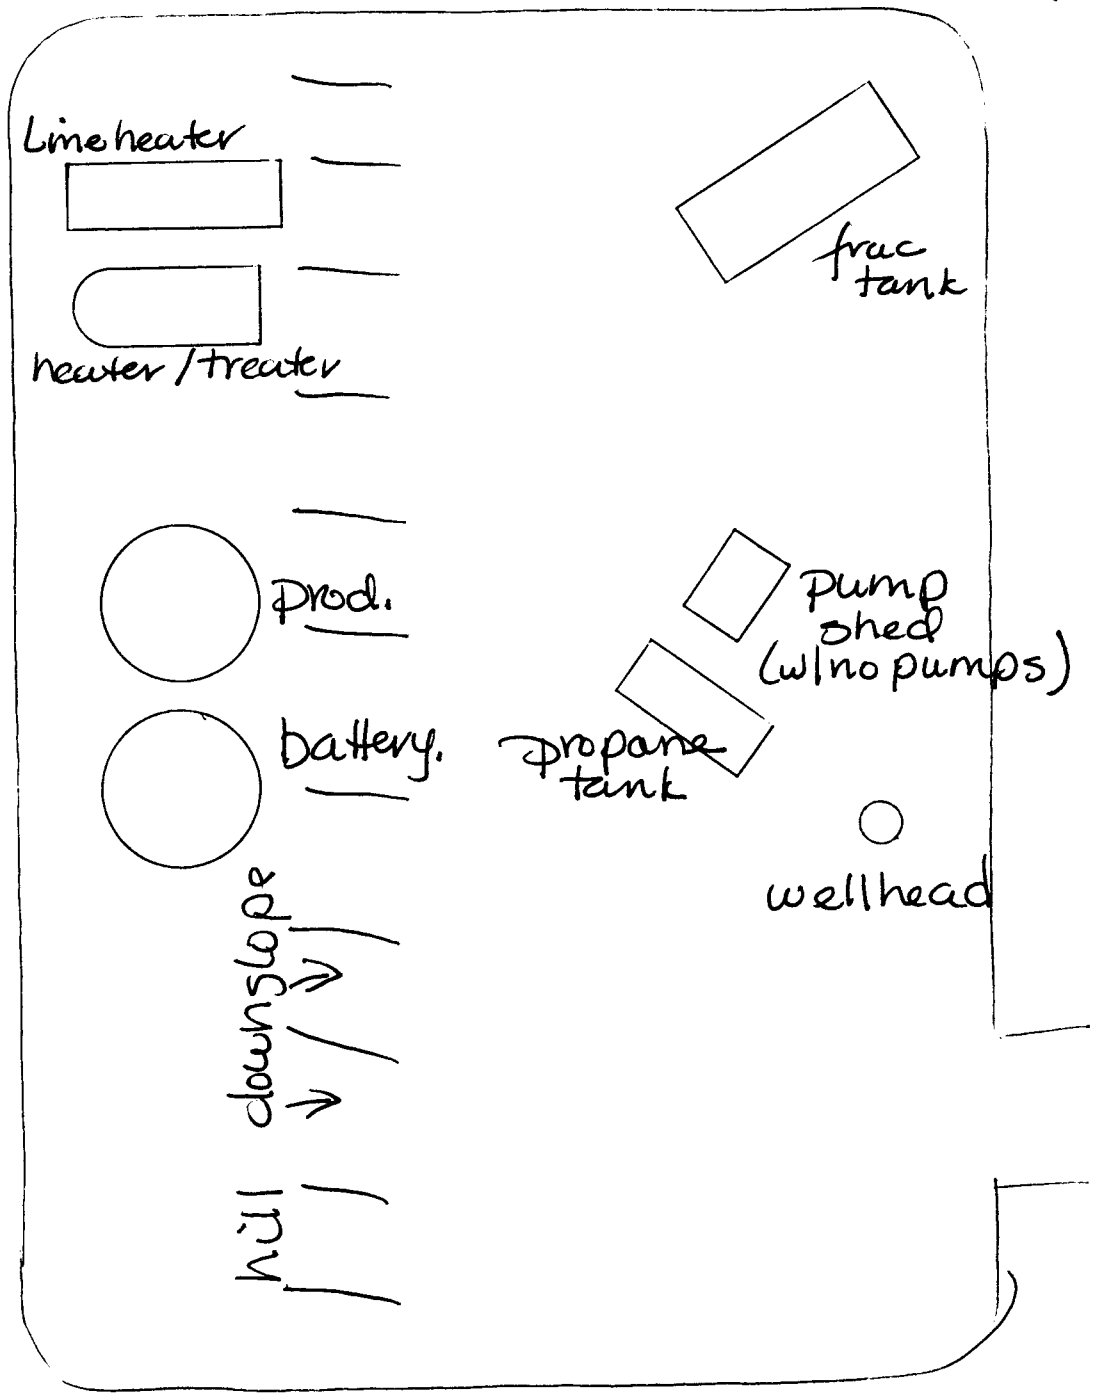 Line heater
frac
tank
heater / treater
prod.
pump
shed
(w/no pumps)
battery.
propane
tank
wellhead
hill downslope